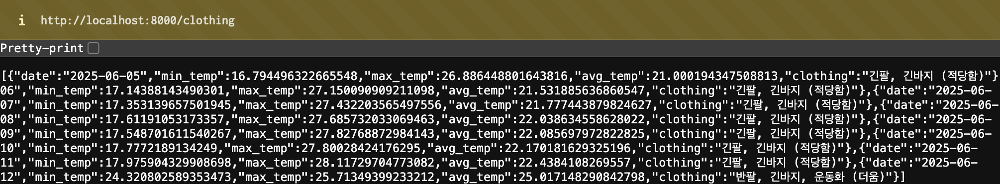 i http://localhost:8000/clothing
Pretty-print
[{"date":"2025-06-05","min_temp":16.794496322665548,"max_temp":26.886448801643816,"avg_temp":21.000194347508813,"clothing":"긴팔, 긴바지 (적당함)"}
06","min_temp":17.14388143490301,"max_temp":27.150090909211098,"avg_temp":21.531885636860547,"clothing":"긴팔, 긴바지 (적당함)"},{"date":"2025-06-
07","min_temp":17.353139657501945,"max_temp":27.432203565497556,"avg_temp":21.777443879824627,"clothing":"긴팔, 긴바지 (적당함)"},{"date":"2025-06-
08","min_temp":17.61191053173357,"max_temp":27.685732033069463,"avg_temp":22.038634558628022,"clothing":"긴팔, 긴바지 (적당함)"},{"date":"2025-06-
09","min_temp":17.548701611540267,"max_temp":27.82768872984143,"avg_temp":22.085697972822825,"clothing":"긴팔, 긴바지 (적당함)"},{"date":"2025-06-
10","min_temp":17.7772189134249,"max_temp":27.80028424176295,"avg_temp":22.170181629325196,"clothing":"긴팔, 긴바지 (적당함)"},{"date":"2025-06-
11","min_temp":17.975904329908698,"max_temp":28.11729704773082,"avg_temp":22.4384108269557,"clothing":"긴팔, 긴바지 (적당함)"},{"date":"2025-06-
12","min_temp":24.320802589353473,"max_temp":25.71349399233212,"avg_temp":25.017148290842798,"clothing":"반팔, 긴바지, 운동화 (더움)"}]